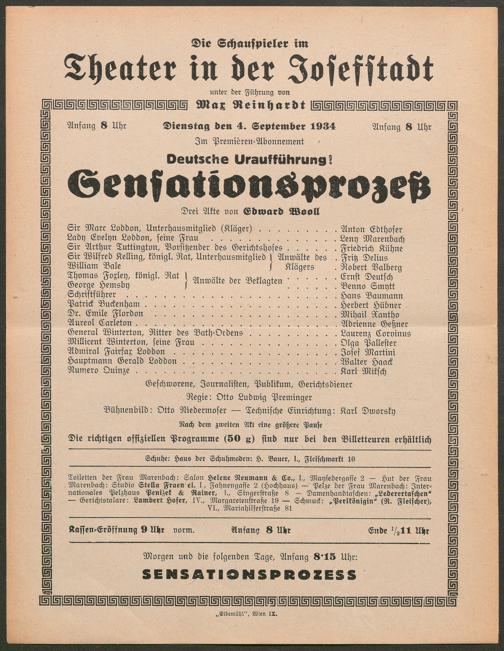 Die Schauspieler im
Theater in der Josefstadt
unter der Führung von
Max Reinhardt
Anfang 8 Uhr Dienstag den 4. September 1934 Anfang 8 Uhr
Im Premièren-Abonnement
Deutsche Uraufführung!
Sensationsprozeß
Drei Akte von Edward Wooll
Sir Marc Loddon, Unterhausmitglied (Kläger) . . . . Anton Edthofer
Lady Evelyn Loddon, seine Frau . . . . Leny Marenbach
Sir Arthur Tuttington, Vorsitzender des Gerichtshofes . . . . Friedrich Kühne
Sir Wilfred Kelling, königl. Rat, Unterhausmitglied } Anwälte des . . Fritz Delius
William Bale } Klägers . . Robert Valberg
Thomas Foxley, königl. Rat } Anwälte der Beklagten . . . . Ernst Deutsch
George Hemsby } . . . . Benno Smytt
Schriftführer . . . . Hans Baumann
Patrick Buckenham . . . . Herbert Hübner
Dr. Emile Flordon . . . . Mihail Xantho
Aureol Carleton . . . . Adrienne Geßner
General Winterton, Ritter des Bath-Ordens . . . . Laurenz Corvinus
Millicent Winterton, seine Frau . . . . Olga Pallester
Admiral Fairfax Loddon . . . . Josef Martini
Hauptmann Gerald Loddon . . . . Walter Haack
Numero Quinze . . . . Karl Mitsch
Geschworene, Journalisten, Publikum, Gerichtsdiener
Regie: Otto Ludwig Preminger
Bühnenbild: Otto Niedermoser — Technische Einrichtung: Karl Dworsky
Nach dem zweiten Akt eine größere Pause
Die richtigen offiziellen Programme (50 g) sind nur bei den Billetteuren erhältlich
Schuhe: Haus der Schuhmoden: H. Bauer, I., Fleischmarkt 10
Toiletten der Frau Marenbach: Salon Helene Neumann & Co., I., Maysedergasse 2 — Hut der Frau
Marenbach: Studio Stella Fraenkel, I., Fahnengasse 2 (Hochhaus) — Pelze der Frau Marenbach: Inter-
nationales Pelzhaus Penizek & Rainer, I., Singerstraße 8 — Damenhandtaschen: „Lederertaschen“
— Gerichtstalare: Lambert Hofer, IV., Margaretenstraße 19 — Schmuck: „Perlkönigin“ (R. Fleischer),
VI., Mariahilferstraße 81
Kassen-Eröffnung 9 Uhr vorm. Anfang 8 Uhr Ende ½11 Uhr
Morgen und die folgenden Tage, Anfang 8·15 Uhr:
SENSATIONSPROZESS
„Elbemühl“, Wien IX.